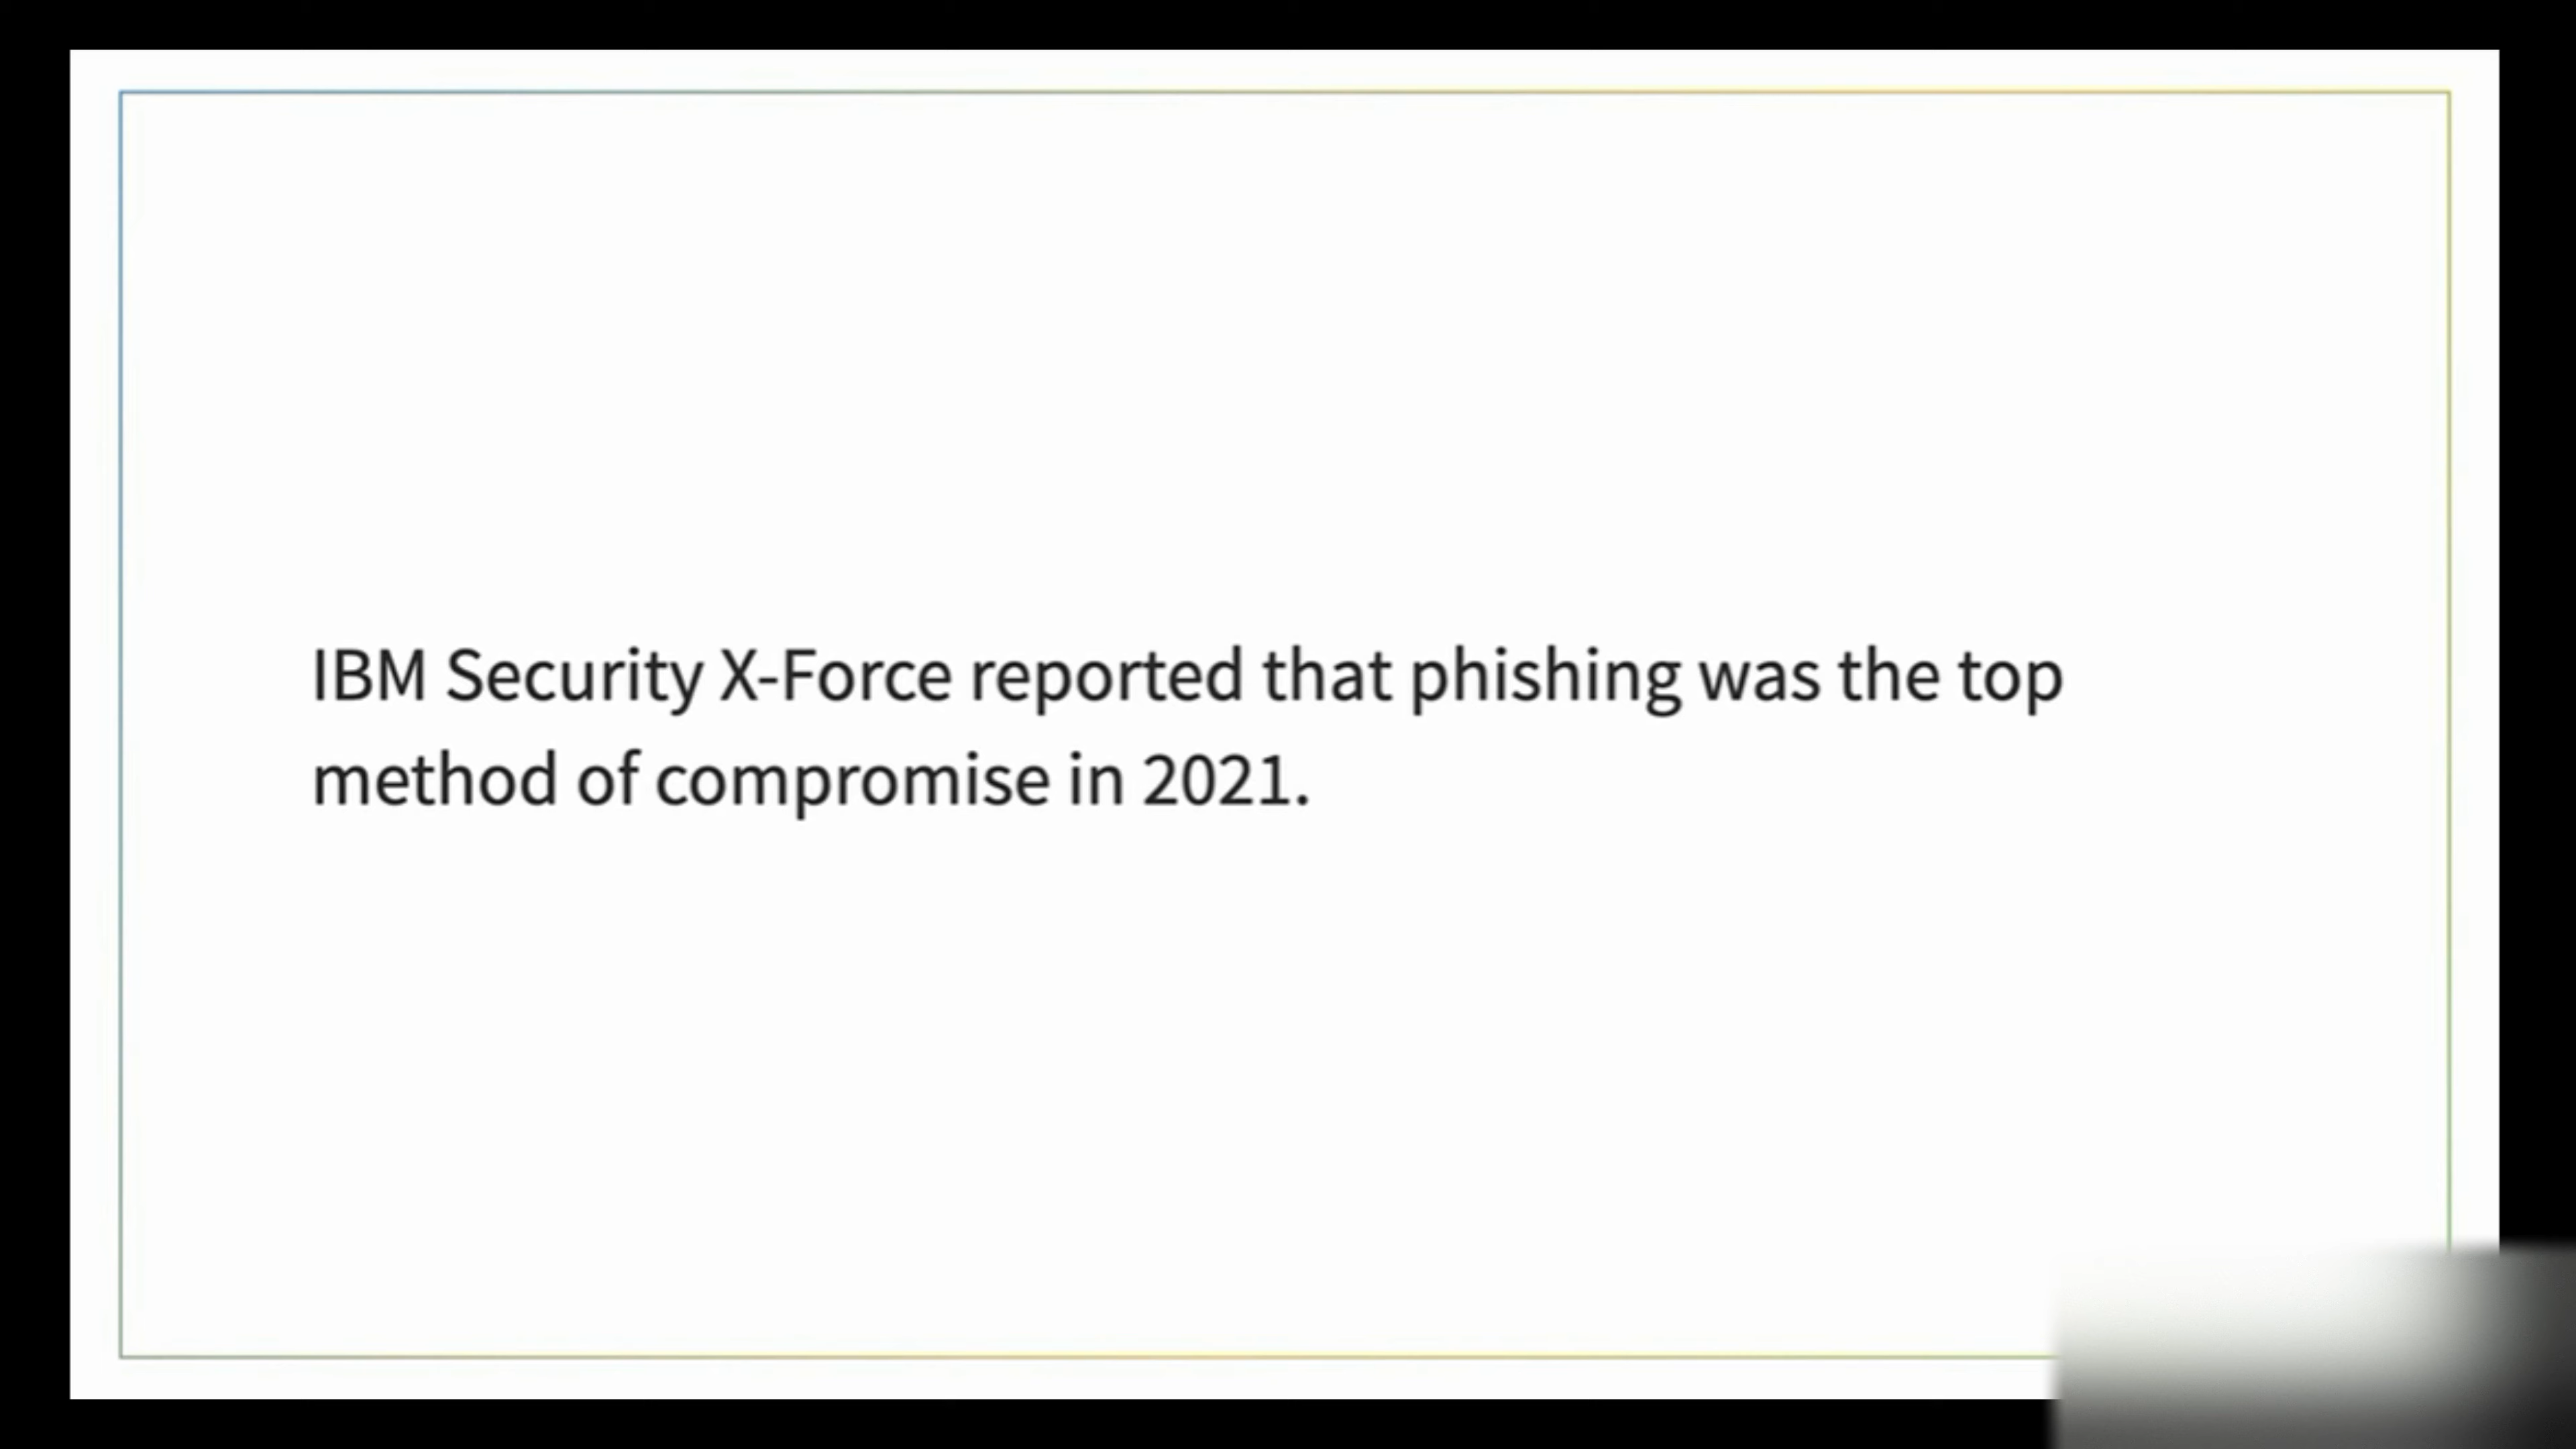 IBM Security X-Force reported that phishing was the top
method of compromise in 2021.